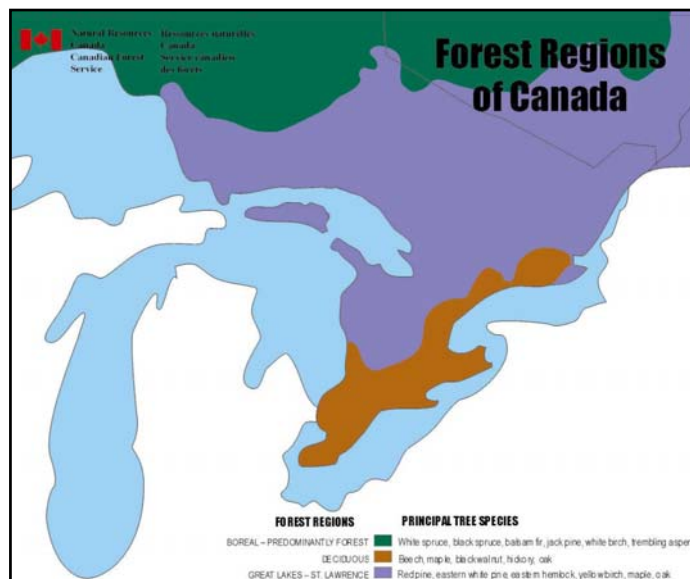 Natural Resources
Canada
Canadian Forest
Service
Ressources naturelles
Canada
Service canadien
des forets
Forest Regions
of Canada
FOREST REGIONS
PRINCIPAL TREE SPECIES
BOREAL – PREDOMINANTLY FOREST White spruce, black spruce, balsam fir, jack pine, white birch, trembling aspen
DECIDUOUS Beech, maple, black walnut, hickory, oak
GREAT LAKES – ST. LAWRENCE Red pine, eastern white pine, eastern hemlock, yellow birch, maple, oak